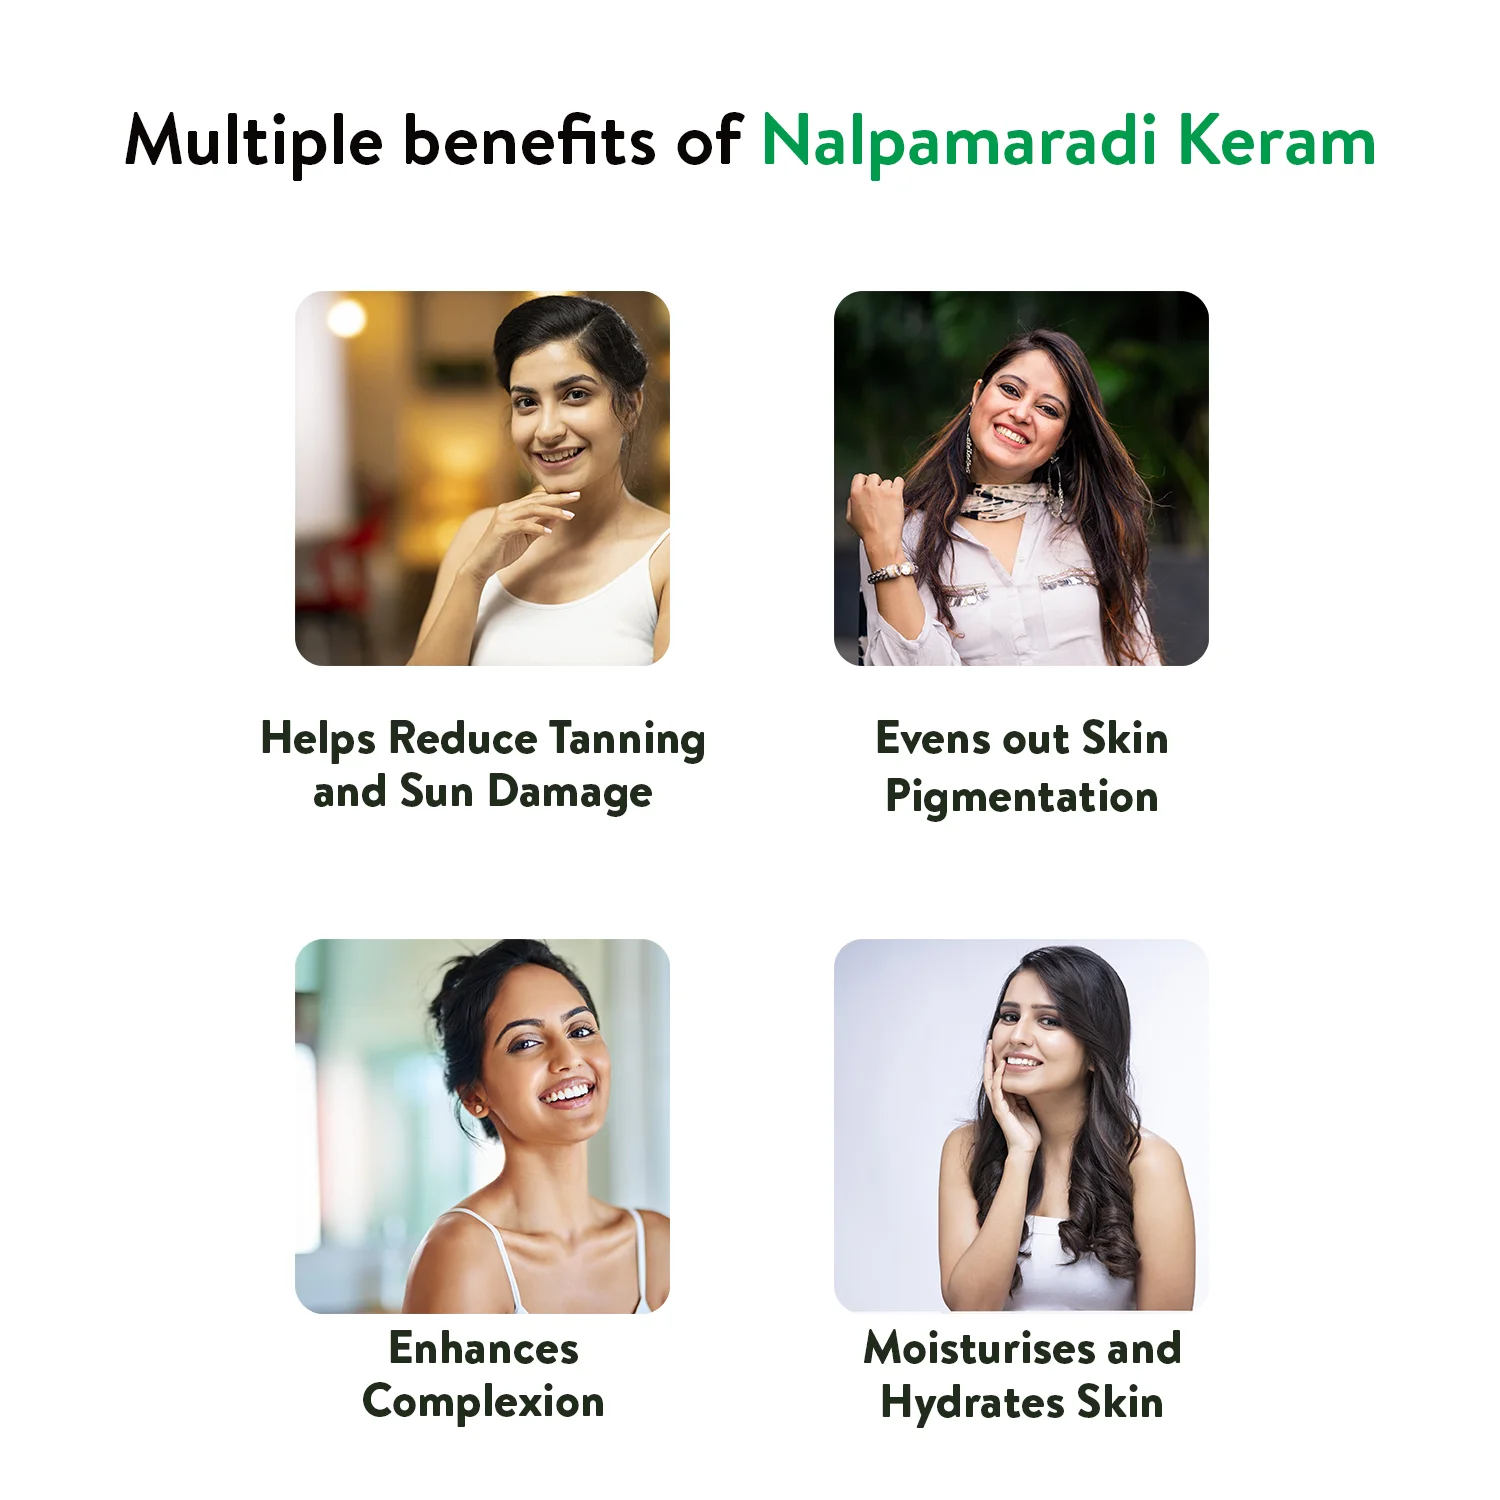 Multiple benefits of Nalpamaradi Keram
Helps Reduce Tanning
and Sun Damage
Evens out Skin
Pigmentation
Enhances
Complexion
Moisturises and
Hydrates Skin